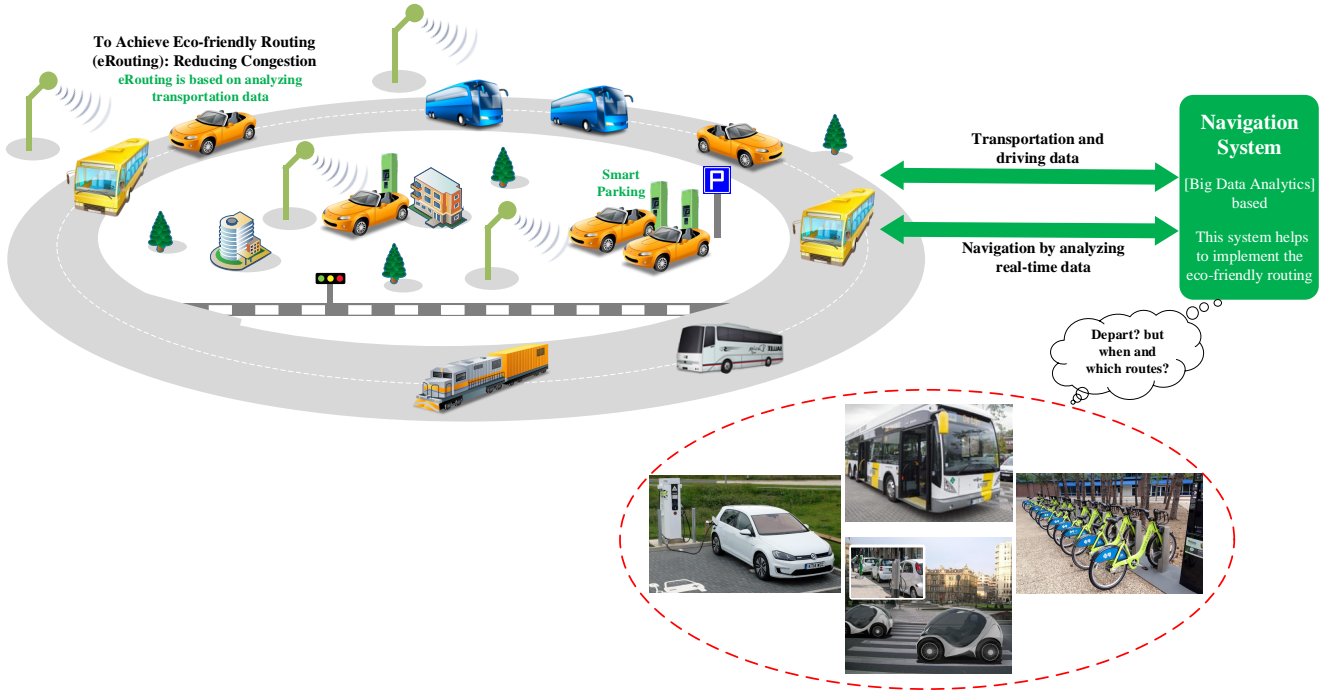 To Achieve Eco-friendly Routing
(eRouting): Reducing Congestion
eRouting is based on analyzing
transportation data
Smart
Parking
P
Transportation and
driving data
Navigation by analyzing
real-time data
Navigation
System
[Big Data Analytics]
based
This system helps
to implement the
eco-friendly routing
Depart? but
when and
which routes?